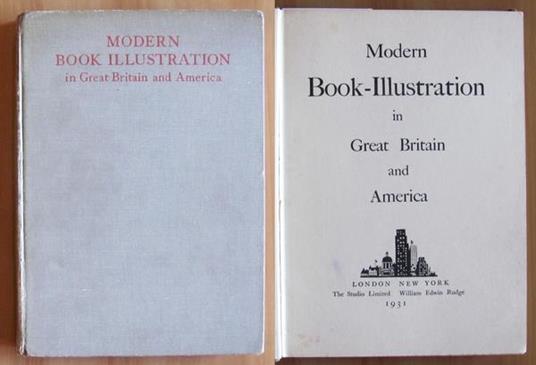 MODERN
BOOK ILLUSTRATION
in Great Britain and America
Modern
Book-Illustration
in
Great Britain
and
America
LONDON NEW YORK
The Studio Limited William Edwin Rudge
1931